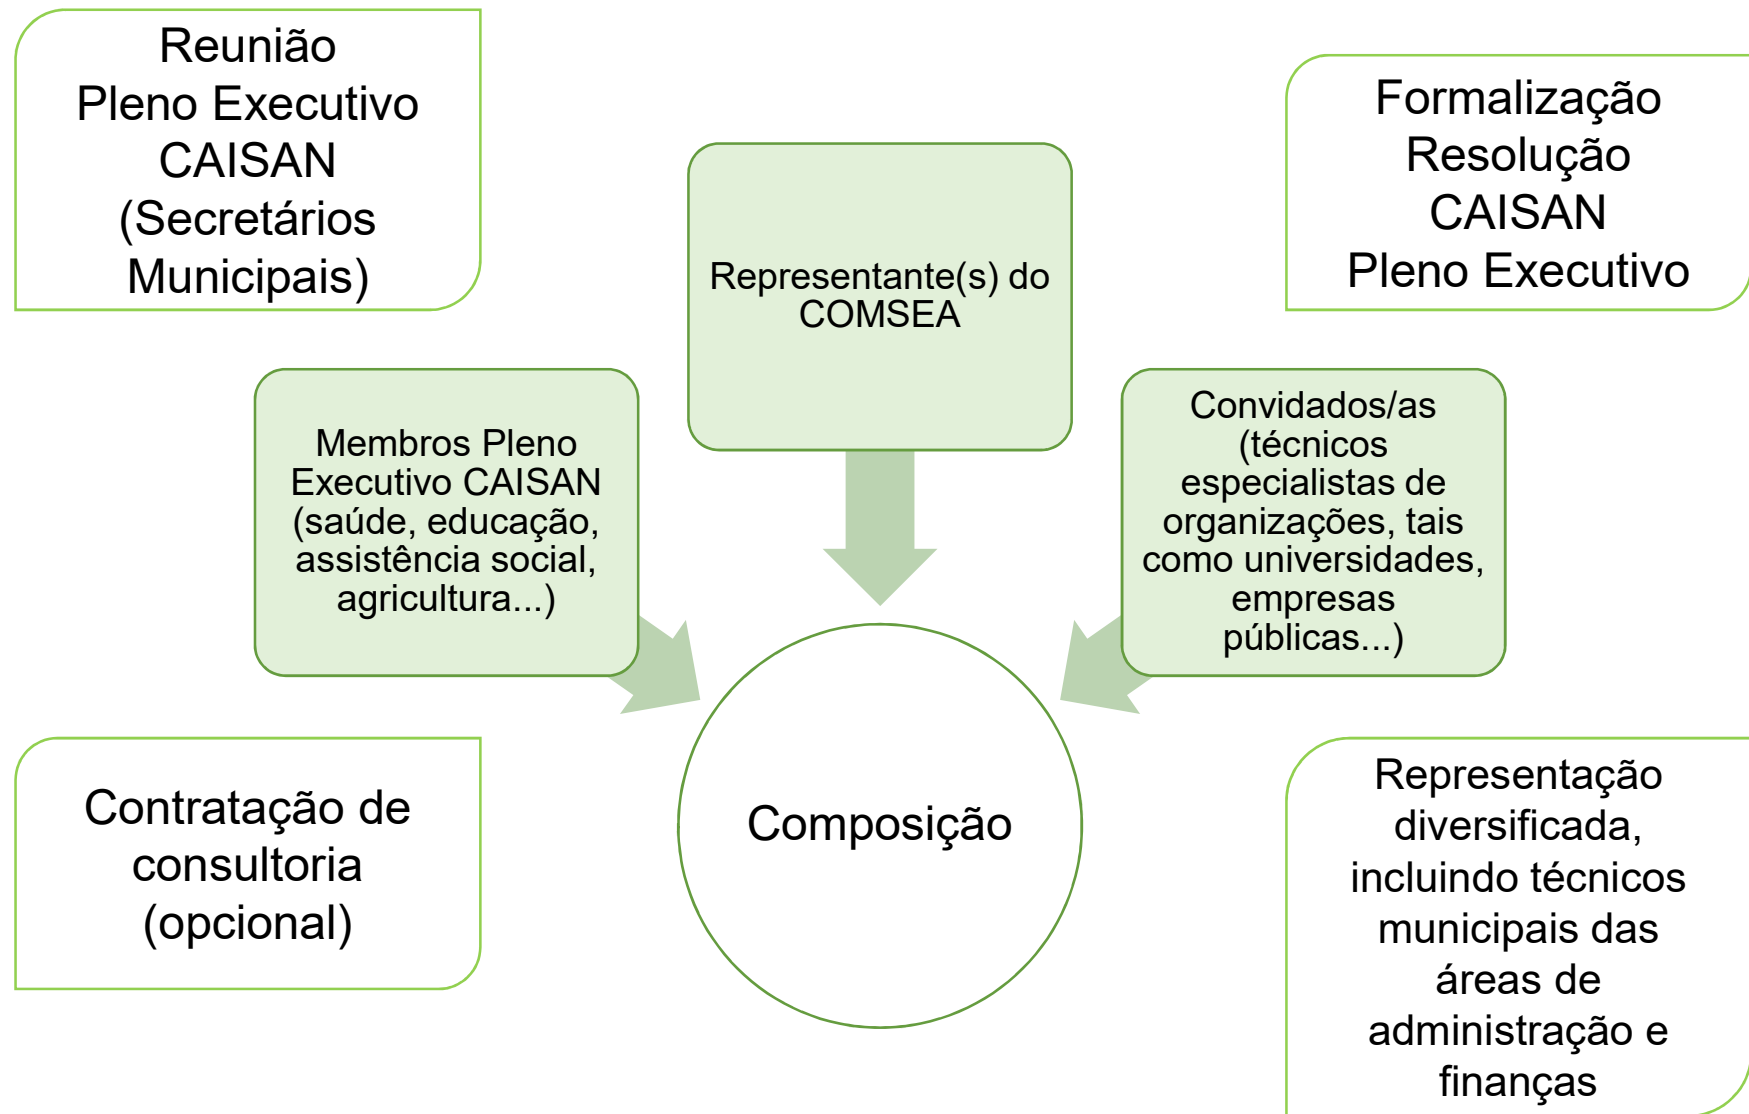 Reunião
Pleno Executivo
CAISAN
(Secretários
Municipais)
Formalização
Resolução
CAISAN
Pleno Executivo
Representante(s) do
COMSEA
Membros Pleno
Executivo CAISAN
(saúde, educação,
assistência social,
agricultura...)
Convidados/as
(técnicos
especialistas de
organizações, tais
como universidades,
empresas
públicas...)
Composição
Contratação de
consultoria
(opcional)
Representação
diversificada,
incluindo técnicos
municipais das
áreas de
administração e
finanças